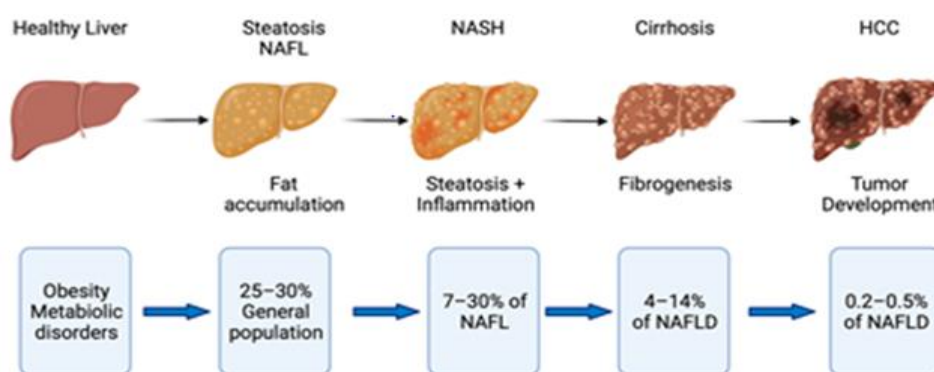 Healthy Liver
Steatosis
NAFL
NASH
Cirrhosis
HCC
Fat
accumulation
Steatosis +
Inflammation
Fibrogenesis
Tumor
Development
Obesity
Metabiolic
disorders
25–30%
General
population
7–30% of
NAFL
4–14%
of NAFLD
0.2–0.5%
of NAFLD